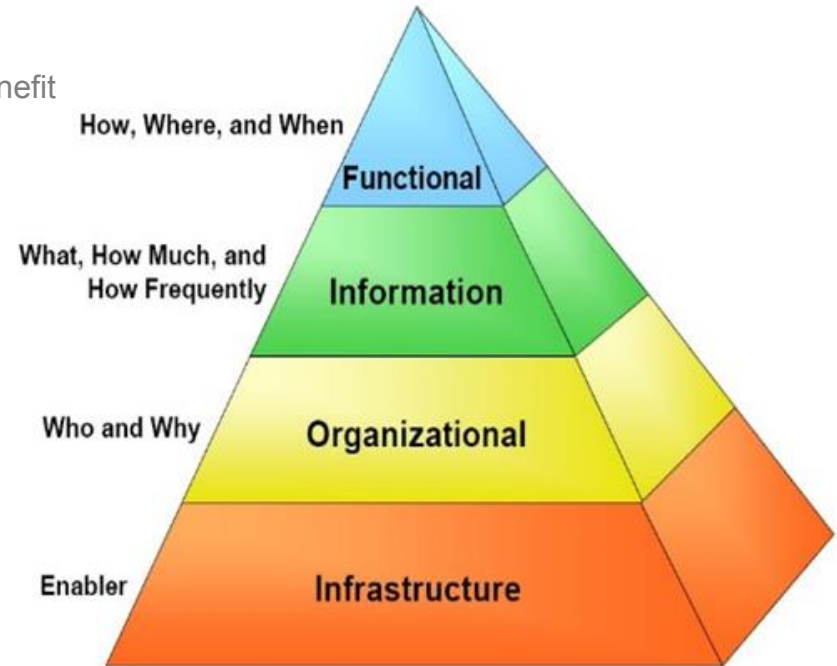 How, Where, and When
Functional
What, How Much, and
How Frequently
Information
Who and Why
Organizational
Enabler
Infrastructure